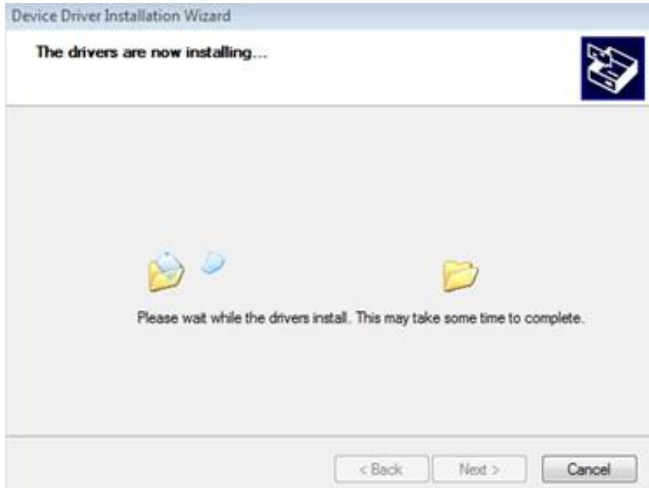 Device Driver Installation Wizard
The drivers are now installing...
Please wait while the drivers install. This may take some time to complete.
< Back
Next >
Cancel